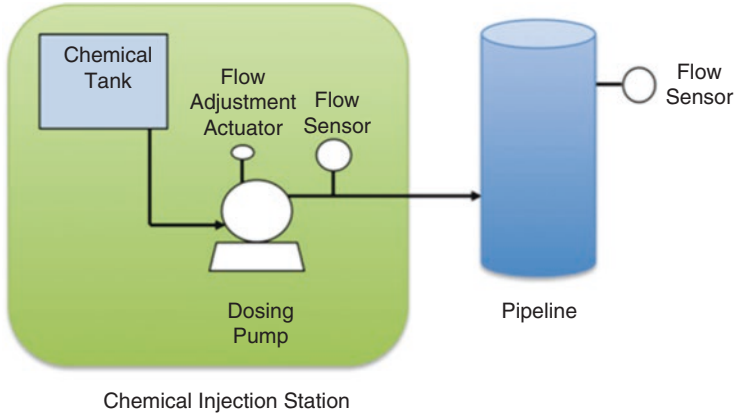 Chemical
Tank
Flow
Adjustment
Actuator
Flow
Sensor
Flow
Sensor
Dosing
Pump
Pipeline
Chemical Injection Station